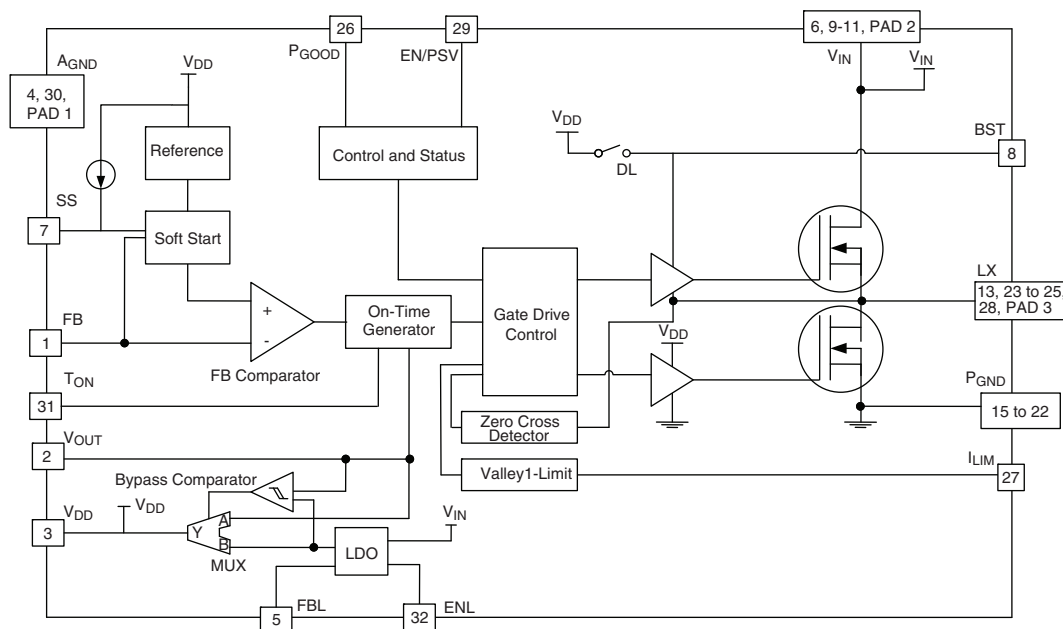 26
29
6, 9-11, PAD 2
AGND
PGOOD
EN/PSV
VIN
VIN
4, 30,
PAD 1
VDD
VDD
DL
BST
8
Reference
Control and Status
SS
7
Soft Start
LX
13, 23 to 25,
28, PAD 3
FB
1
+
-
FB Comparator
On-Time
Generator
Gate Drive
Control
VDD
TON
31
PGND
15 to 22
Zero Cross
Detector
VOUT
2
Bypass Comparator
Valley1-Limit
ILIM
27
VDD
3
VDD
Y
A
B
MUX
LDO
VIN
FBL
5
ENL
32